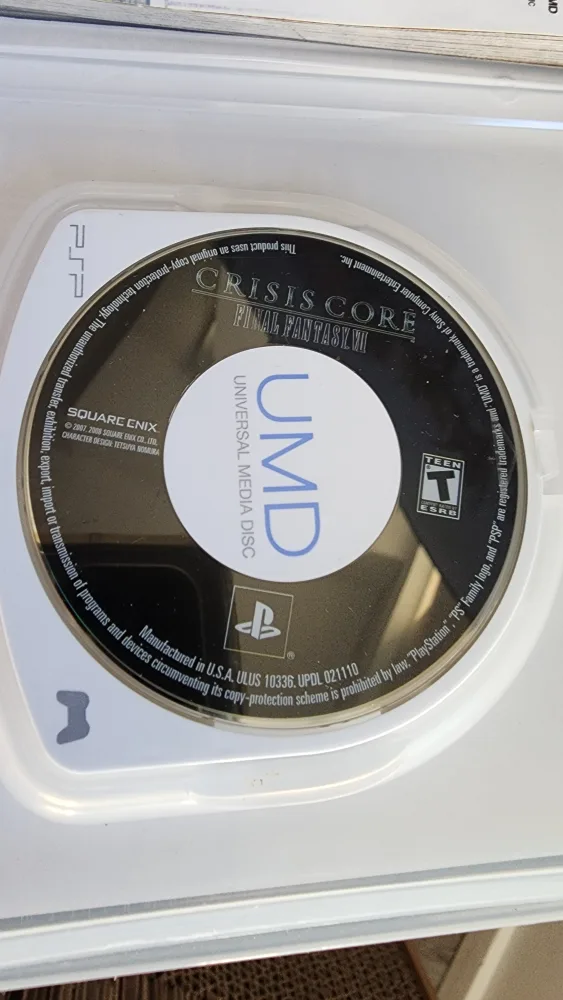 MD
PSP
CRISIS CORE
FINAL FANTASY VII
SQUARE ENIX
© 2007, 2008 SQUARE ENIX CO., LTD.
CHARACTER DESIGN: TETSUYA NOMURA
UMD
UNIVERSAL MEDIA DISC
TEEN
T
CONTENT RATED BY
ESRB
®
Manufactured in U.S.A. ULUS 10336. UPDL 021110
This product uses original copy-protection technology. The unauthorized transfer, exhibition, export, import or transmission of programs and devices circumventing its copy-protection scheme is prohibited by law. "PlayStation", "PS" Family logo, and "PSP" are registered trademarks and "UMD" is a trademark of Sony Computer Entertainment Inc.